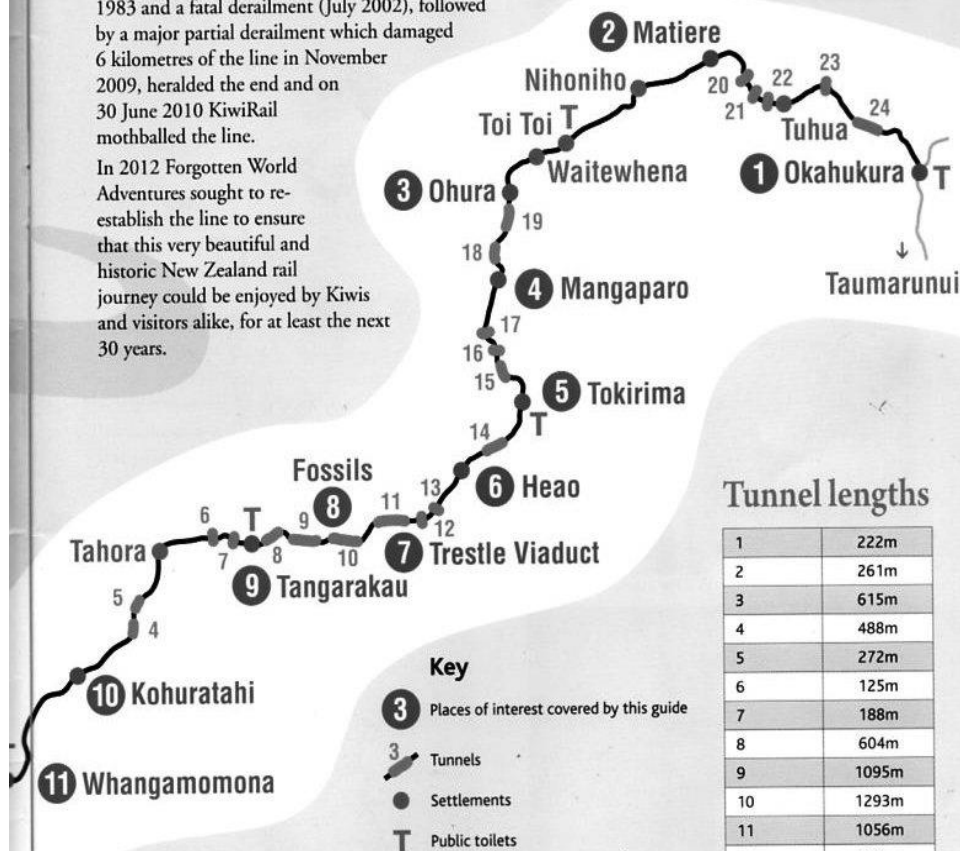 1983 and a fatal derailment (July 2002), followed
by a major partial derailment which damaged
6 kilometres of the line in November
2009, heralded the end and on
30 June 2010 KiwiRail
mothballed the line.
In 2012 Forgotten World
Adventures sought to re-
establish the line to ensure
that this very beautiful and
historic New Zealand rail
journey could be enjoyed by Kiwis
and visitors alike, for at least the next
30 years.
2 Matiere
Nihoniho
20
21
22
23
24
Tuhua
Toi Toi T
Waitewhena
1 Okahukura T
Taumarunui
3 Ohura
19
18
4 Mangaparo
17
16
15
5 Tokirima
T
14
6 Heao
13
12
11
7 Trestle Viaduct
Fossils
8
10
9
8
T
9 Tangarakau
7
6
Tahora
5
4
10 Kohuratahi
11 Whangamomona
Key
3 Places of interest covered by this guide
3 Tunnels
Settlements
T Public toilets
Tunnel lengths
1 222m
2 261m
3 615m
4 488m
5 272m
6 125m
7 188m
8 604m
9 1095m
10 1293m
11 1056m